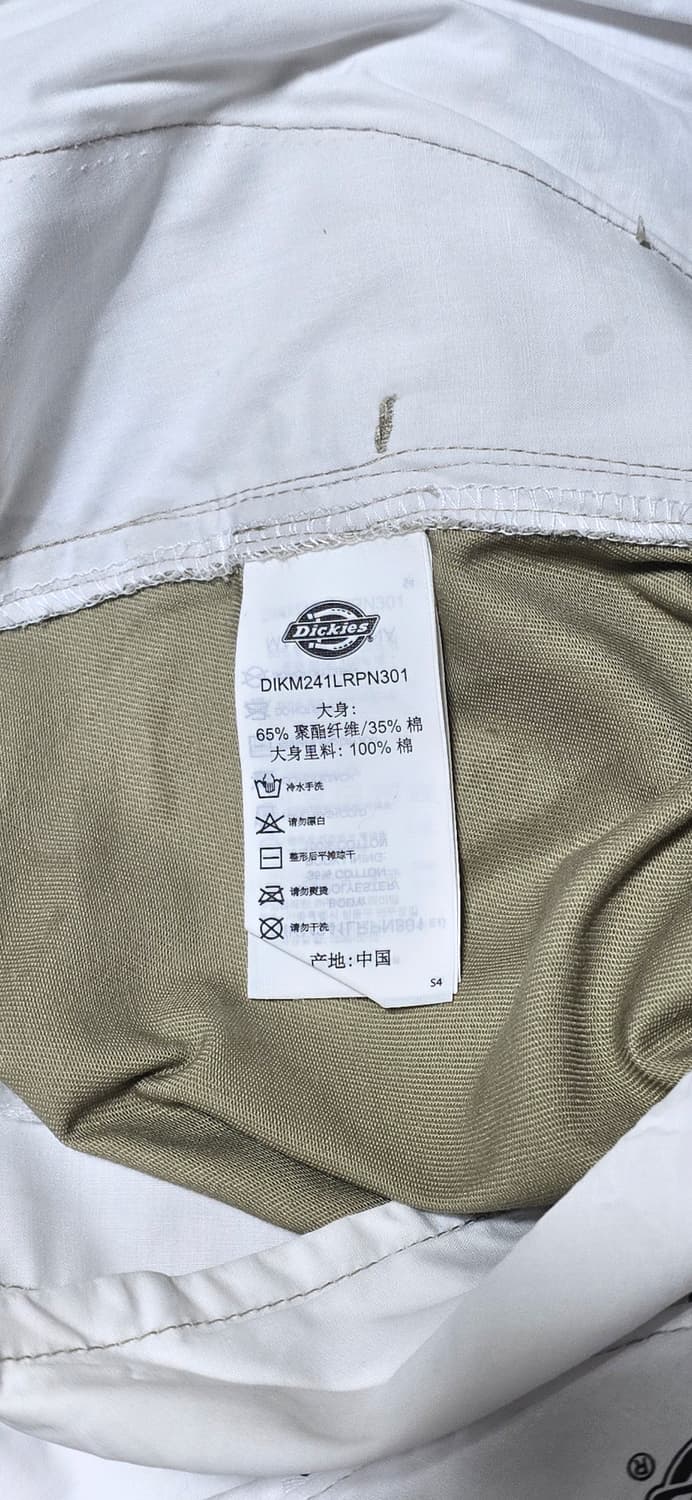 Dickies
®
DIKM241LRPN301
大身:
65% 聚酯纤维/35% 棉
大身里料: 100% 棉
冷水手洗
请勿漂白
整形后平摊晾干
请勿熨烫
请勿干洗
产地:中国
S4
®